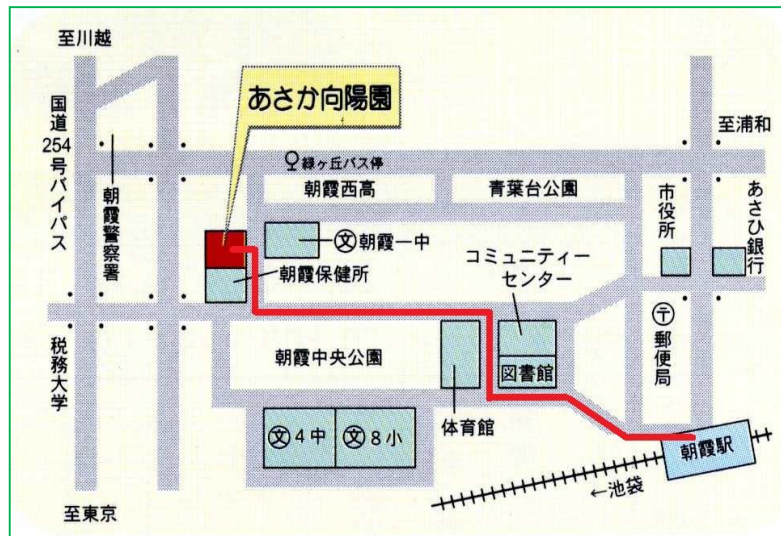 至川越
国道
254
号バイパス
朝霞警察署
あさか向陽園
至浦和
緑ヶ丘バス停
朝霞西高
青葉台公園
市役所
あさひ銀行
文朝霞一中
コミュニティー
センター
朝霞保健所
〒郵便局
税務大学
朝霞中央公園
図書館
体育館
文4中
文8小
朝霞駅
←池袋
至東京